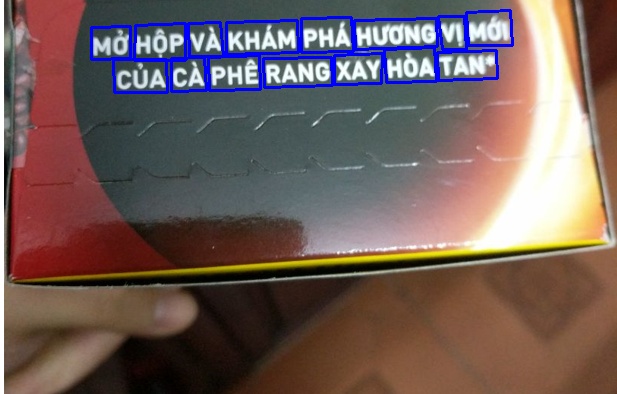 MỞ HỘP VÀ KHÁM PHÁ HƯƠNG VỊ MỚI
CỦA CÀ PHÊ RANG XAY HÒA TAN*